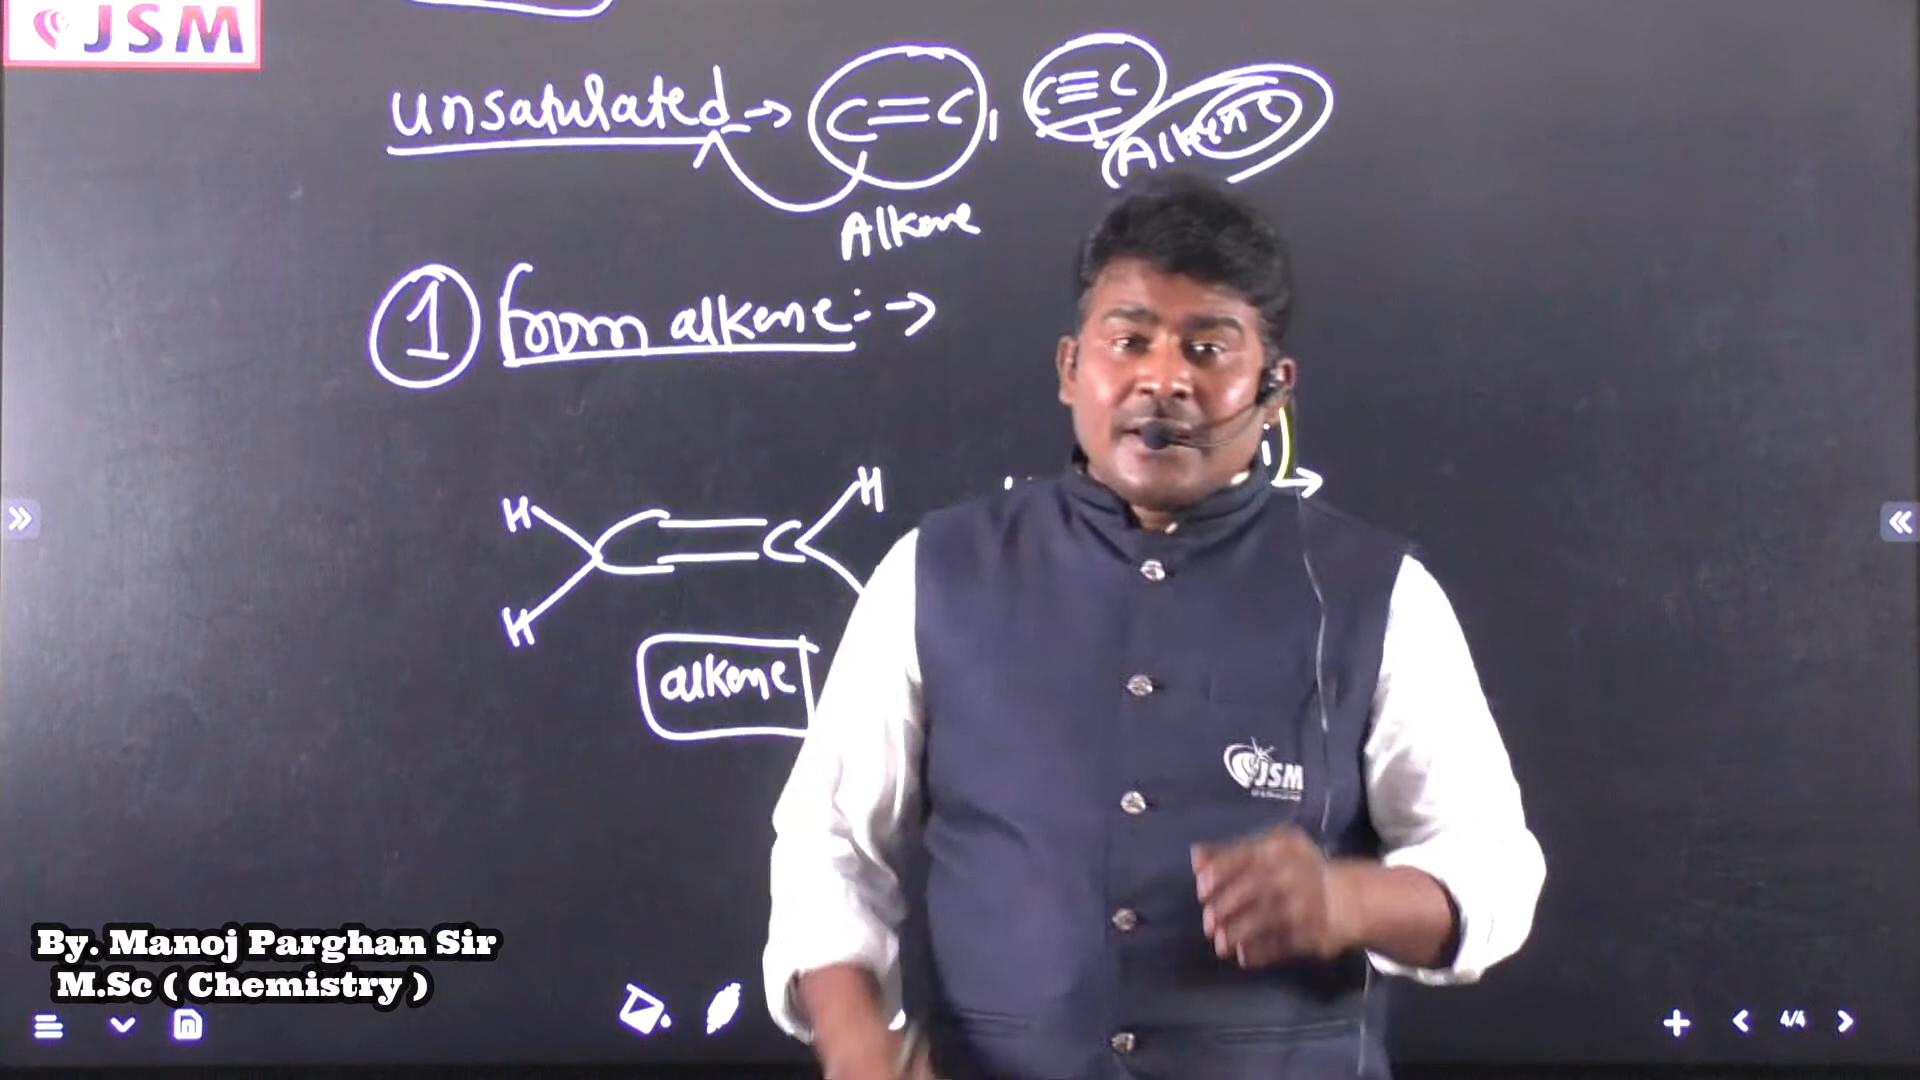 JSM
unsaturated → C=C, C≡C
Alkyne
Alkene
1 from alkene :- →
H H
C=C
H
alkene
JSM
By. Manoj Parghan Sir
M.Sc ( Chemistry )
4/4